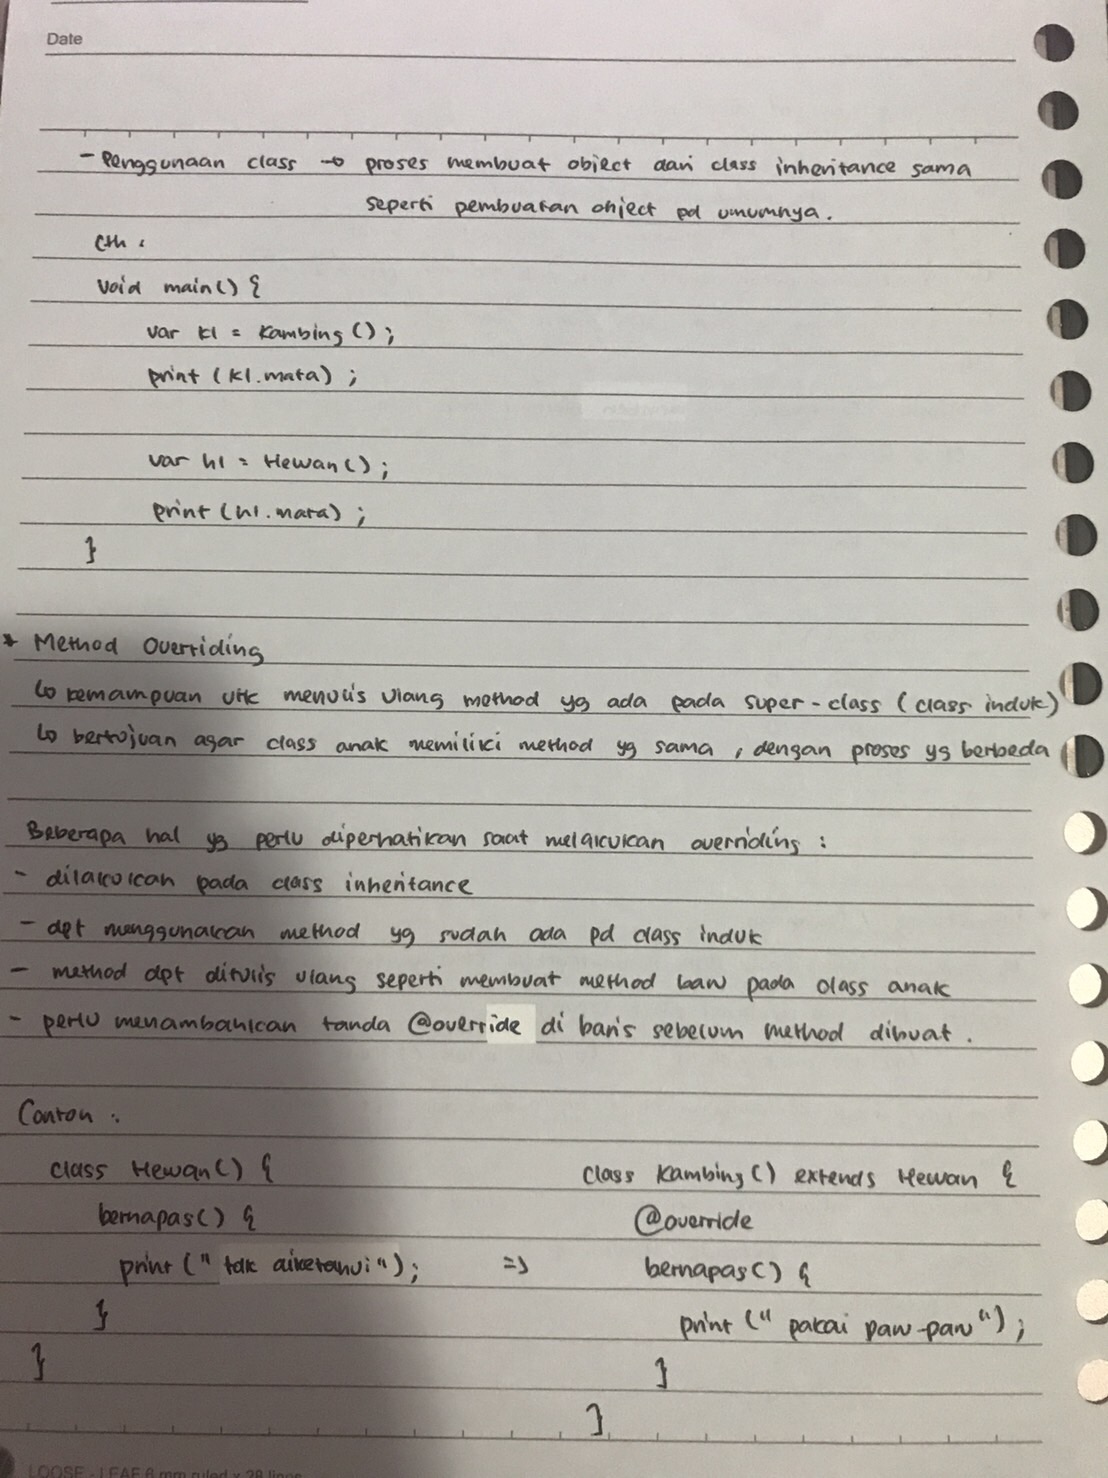 Date
- Penggunaan class → proses membuat object dari class inheritance sama
seperti pembuatan object pd umumnya.
Cth :
void main() {
var k1 = Kambing();
print (k1.mata) ;
var h1 = Hewan();
print (h1.mata) ;
}
* Method Overriding
↳ kemampuan utk menulis ulang method yg ada pada super-class (class induk)
↳ bertujuan agar class anak memiliki method yg sama, dengan proses yg berbeda
Beberapa hal yg perlu diperhatikan saat melakukan overriding :
- dilakukan pada class inheritance
- dpt menggunakan method yg sudah ada pd class induk
- method dpt ditulis ulang seperti membuat method baru pada class anak
- perlu menambahkan tanda @override di baris sebelum method dibuat.
Contoh :
class Hewan() {
bernapas() {
print (" tdk diketahui ");
}
}
=>
class Kambing() extends Hewan {
@override
bernapas() {
print (" pakai paru-paru ") ;
}
}
LOOSE-LEAF 6 mm ruled x 28 lines